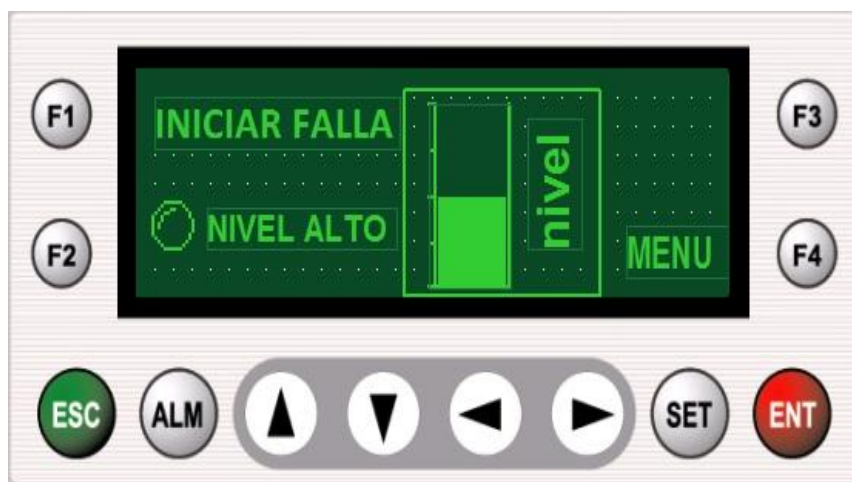 F1
INICIAR FALLA
F3
nivel
F2
NIVEL ALTO
MENU
F4
ESC
ALM
SET
ENT